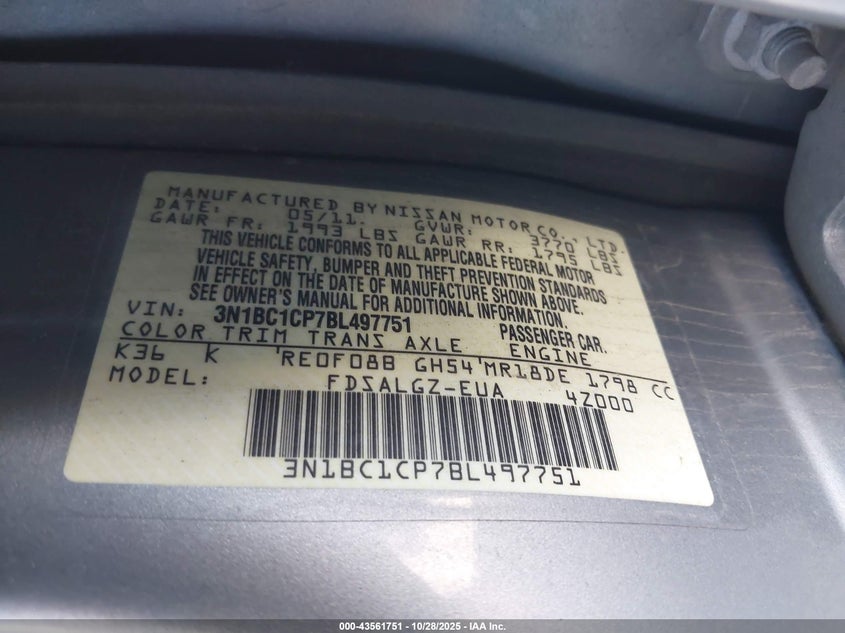 MANUFACTURED BY NISSAN MOTOR CO., LTD.
DATE: 05/11. GVWR: 3770 LBS
GAWR FR: 1993 LBS GAWR RR: 1795 LBS
THIS VEHICLE CONFORMS TO ALL APPLICABLE FEDERAL MOTOR
VEHICLE SAFETY, BUMPER AND THEFT PREVENTION STANDARDS
IN EFFECT ON THE DATE OF MANUFACTURE SHOWN ABOVE.
SEE OWNER'S MANUAL FOR ADDITIONAL INFORMATION.
VIN: 3N1BC1CP7BL497751 PASSENGER CAR.
COLOR TRIM TRANS AXLE ENGINE
K36 K RE0F08B GH54 MR18DE 1798 CC
MODEL: FDSALGZ-EUA 4Z000
3N1BC1CP7BL497751
000-43561751 | 10/28/2025 - IAA Inc.